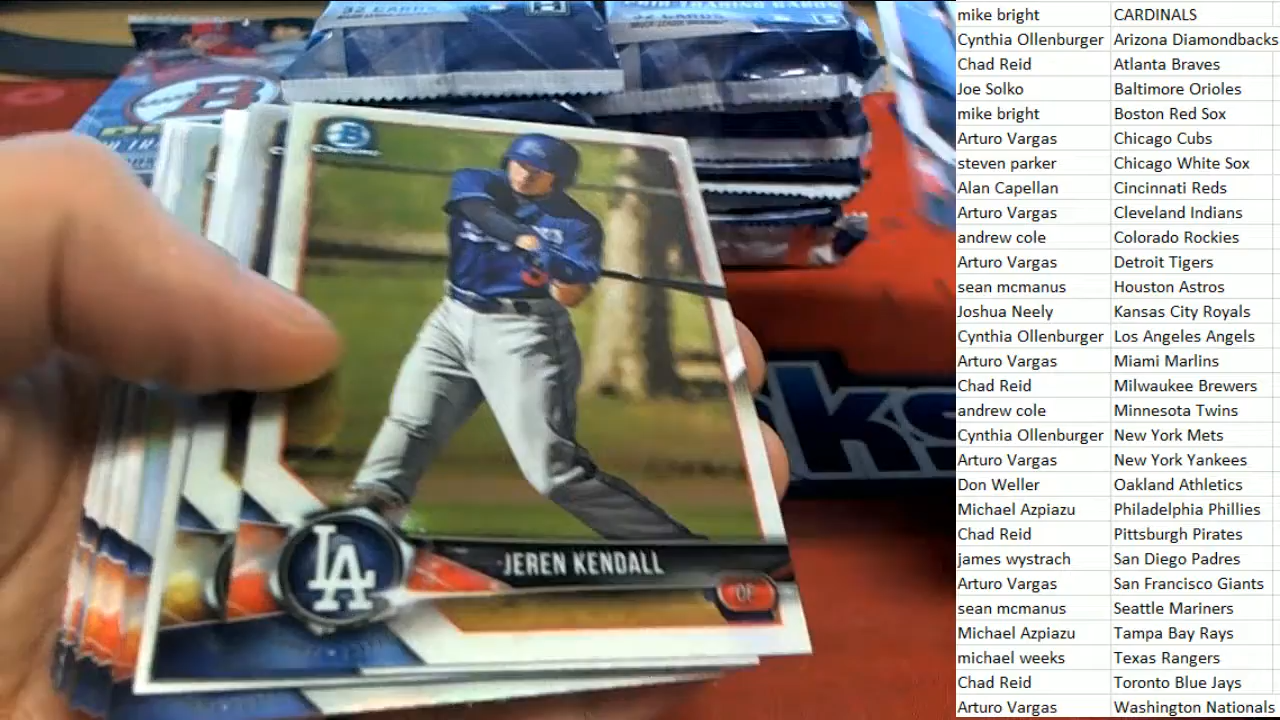 32 CARDS
32 CARDS
B
B
CHROME
JEREN KENDALL
LA
OF
ks
mike bright CARDINALS
Cynthia Ollenburger Arizona Diamondbacks
Chad Reid Atlanta Braves
Joe Solko Baltimore Orioles
mike bright Boston Red Sox
Arturo Vargas Chicago Cubs
steven parker Chicago White Sox
Alan Capellan Cincinnati Reds
Arturo Vargas Cleveland Indians
andrew cole Colorado Rockies
Arturo Vargas Detroit Tigers
sean mcmanus Houston Astros
Joshua Neely Kansas City Royals
Cynthia Ollenburger Los Angeles Angels
Arturo Vargas Miami Marlins
Chad Reid Milwaukee Brewers
andrew cole Minnesota Twins
Cynthia Ollenburger New York Mets
Arturo Vargas New York Yankees
Don Weller Oakland Athletics
Michael Azpiazu Philadelphia Phillies
Chad Reid Pittsburgh Pirates
james wystrach San Diego Padres
Arturo Vargas San Francisco Giants
sean mcmanus Seattle Mariners
Michael Azpiazu Tampa Bay Rays
michael weeks Texas Rangers
Chad Reid Toronto Blue Jays
Arturo Vargas Washington Nationals